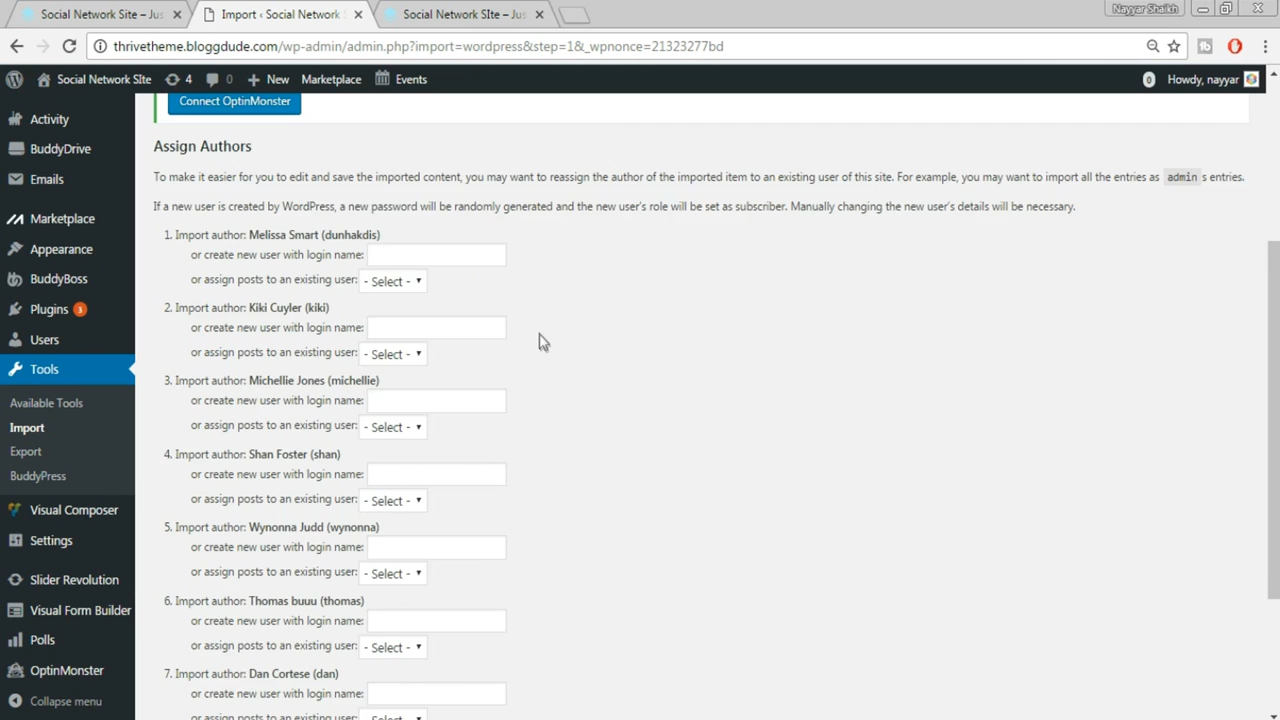 Social Network Site – Jus
Import ‹ Social Network
Social Network SIte – Jus
Nayyar Shaikh
thrivetheme.bloggdude.com/wp-admin/admin.php?import=wordpress&step=1&_wpnonce=21323277bd
Social Network SIte
4
0
New
Marketplace
Events
0
Howdy, nayyar
Activity
BuddyDrive
Emails
Marketplace
Appearance
BuddyBoss
Plugins 3
Users
Tools
Available Tools
Import
Export
BuddyPress
Visual Composer
Settings
Slider Revolution
Visual Form Builder
Polls
OptinMonster
Collapse menu
Connect OptinMonster
Assign Authors
To make it easier for you to edit and save the imported content, you may want to reassign the author of the imported item to an existing user of this site. For example, you may want to import all the entries as admin s entries.
If a new user is created by WordPress, a new password will be randomly generated and the new user's role will be set as subscriber. Manually changing the new user's details will be necessary.
1. Import author: Melissa Smart (dunhakdis)
or create new user with login name:
or assign posts to an existing user: - Select -
2. Import author: Kiki Cuyler (kiki)
or create new user with login name:
or assign posts to an existing user: - Select -
3. Import author: Michellie Jones (michellie)
or create new user with login name:
or assign posts to an existing user: - Select -
4. Import author: Shan Foster (shan)
or create new user with login name:
or assign posts to an existing user: - Select -
5. Import author: Wynonna Judd (wynonna)
or create new user with login name:
or assign posts to an existing user: - Select -
6. Import author: Thomas buuu (thomas)
or create new user with login name:
or assign posts to an existing user: - Select -
7. Import author: Dan Cortese (dan)
or create new user with login name:
or assign posts to an existing user: - Select -